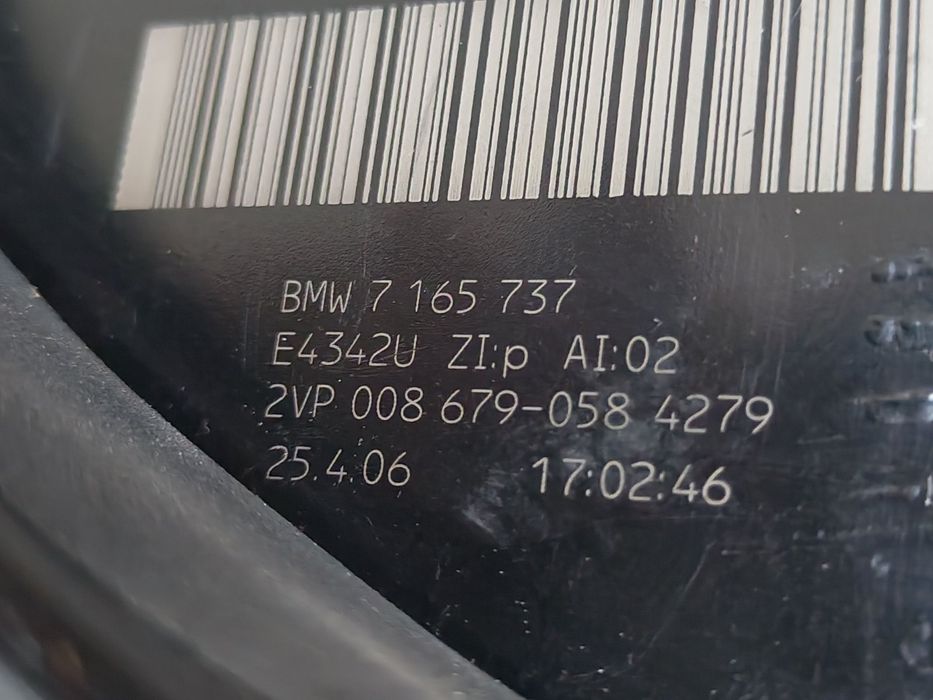 BMW 7 165 737
E4342U ZI:p AI:02
2VP 008 679-058 4279
25.4.06 17:02:46